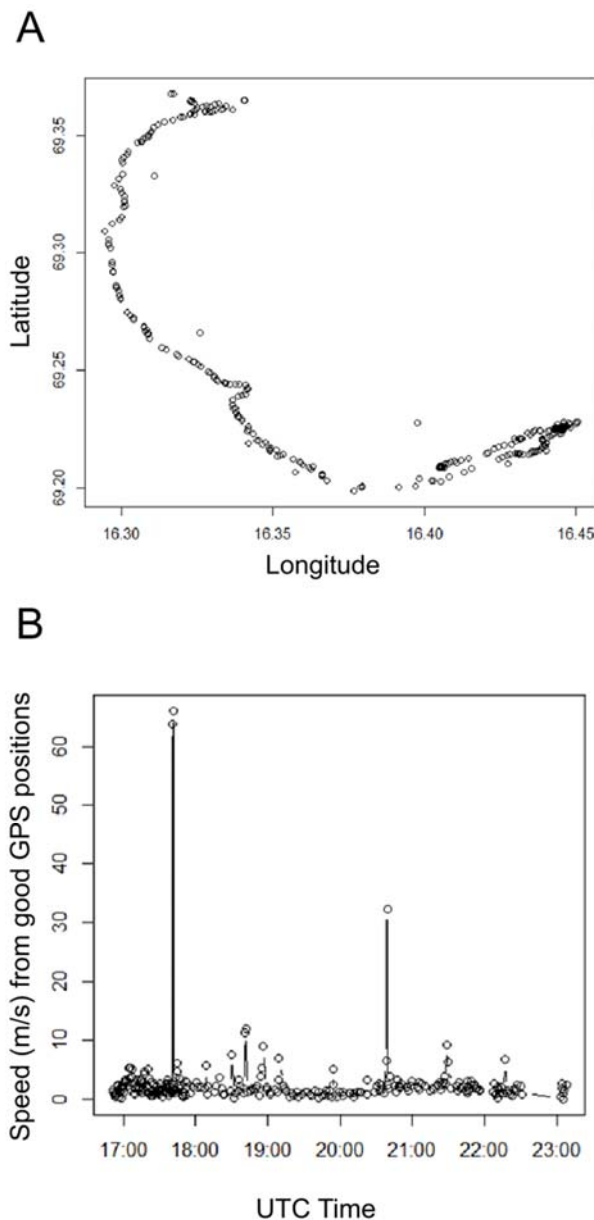 A
69.35
69.30
69.25
69.20
Latitude
16.30 16.35 16.40 16.45
Longitude
B
60
50
40
30
20
10
0
Speed (m/s) from good GPS positions
17:00 18:00 19:00 20:00 21:00 22:00 23:00
UTC Time